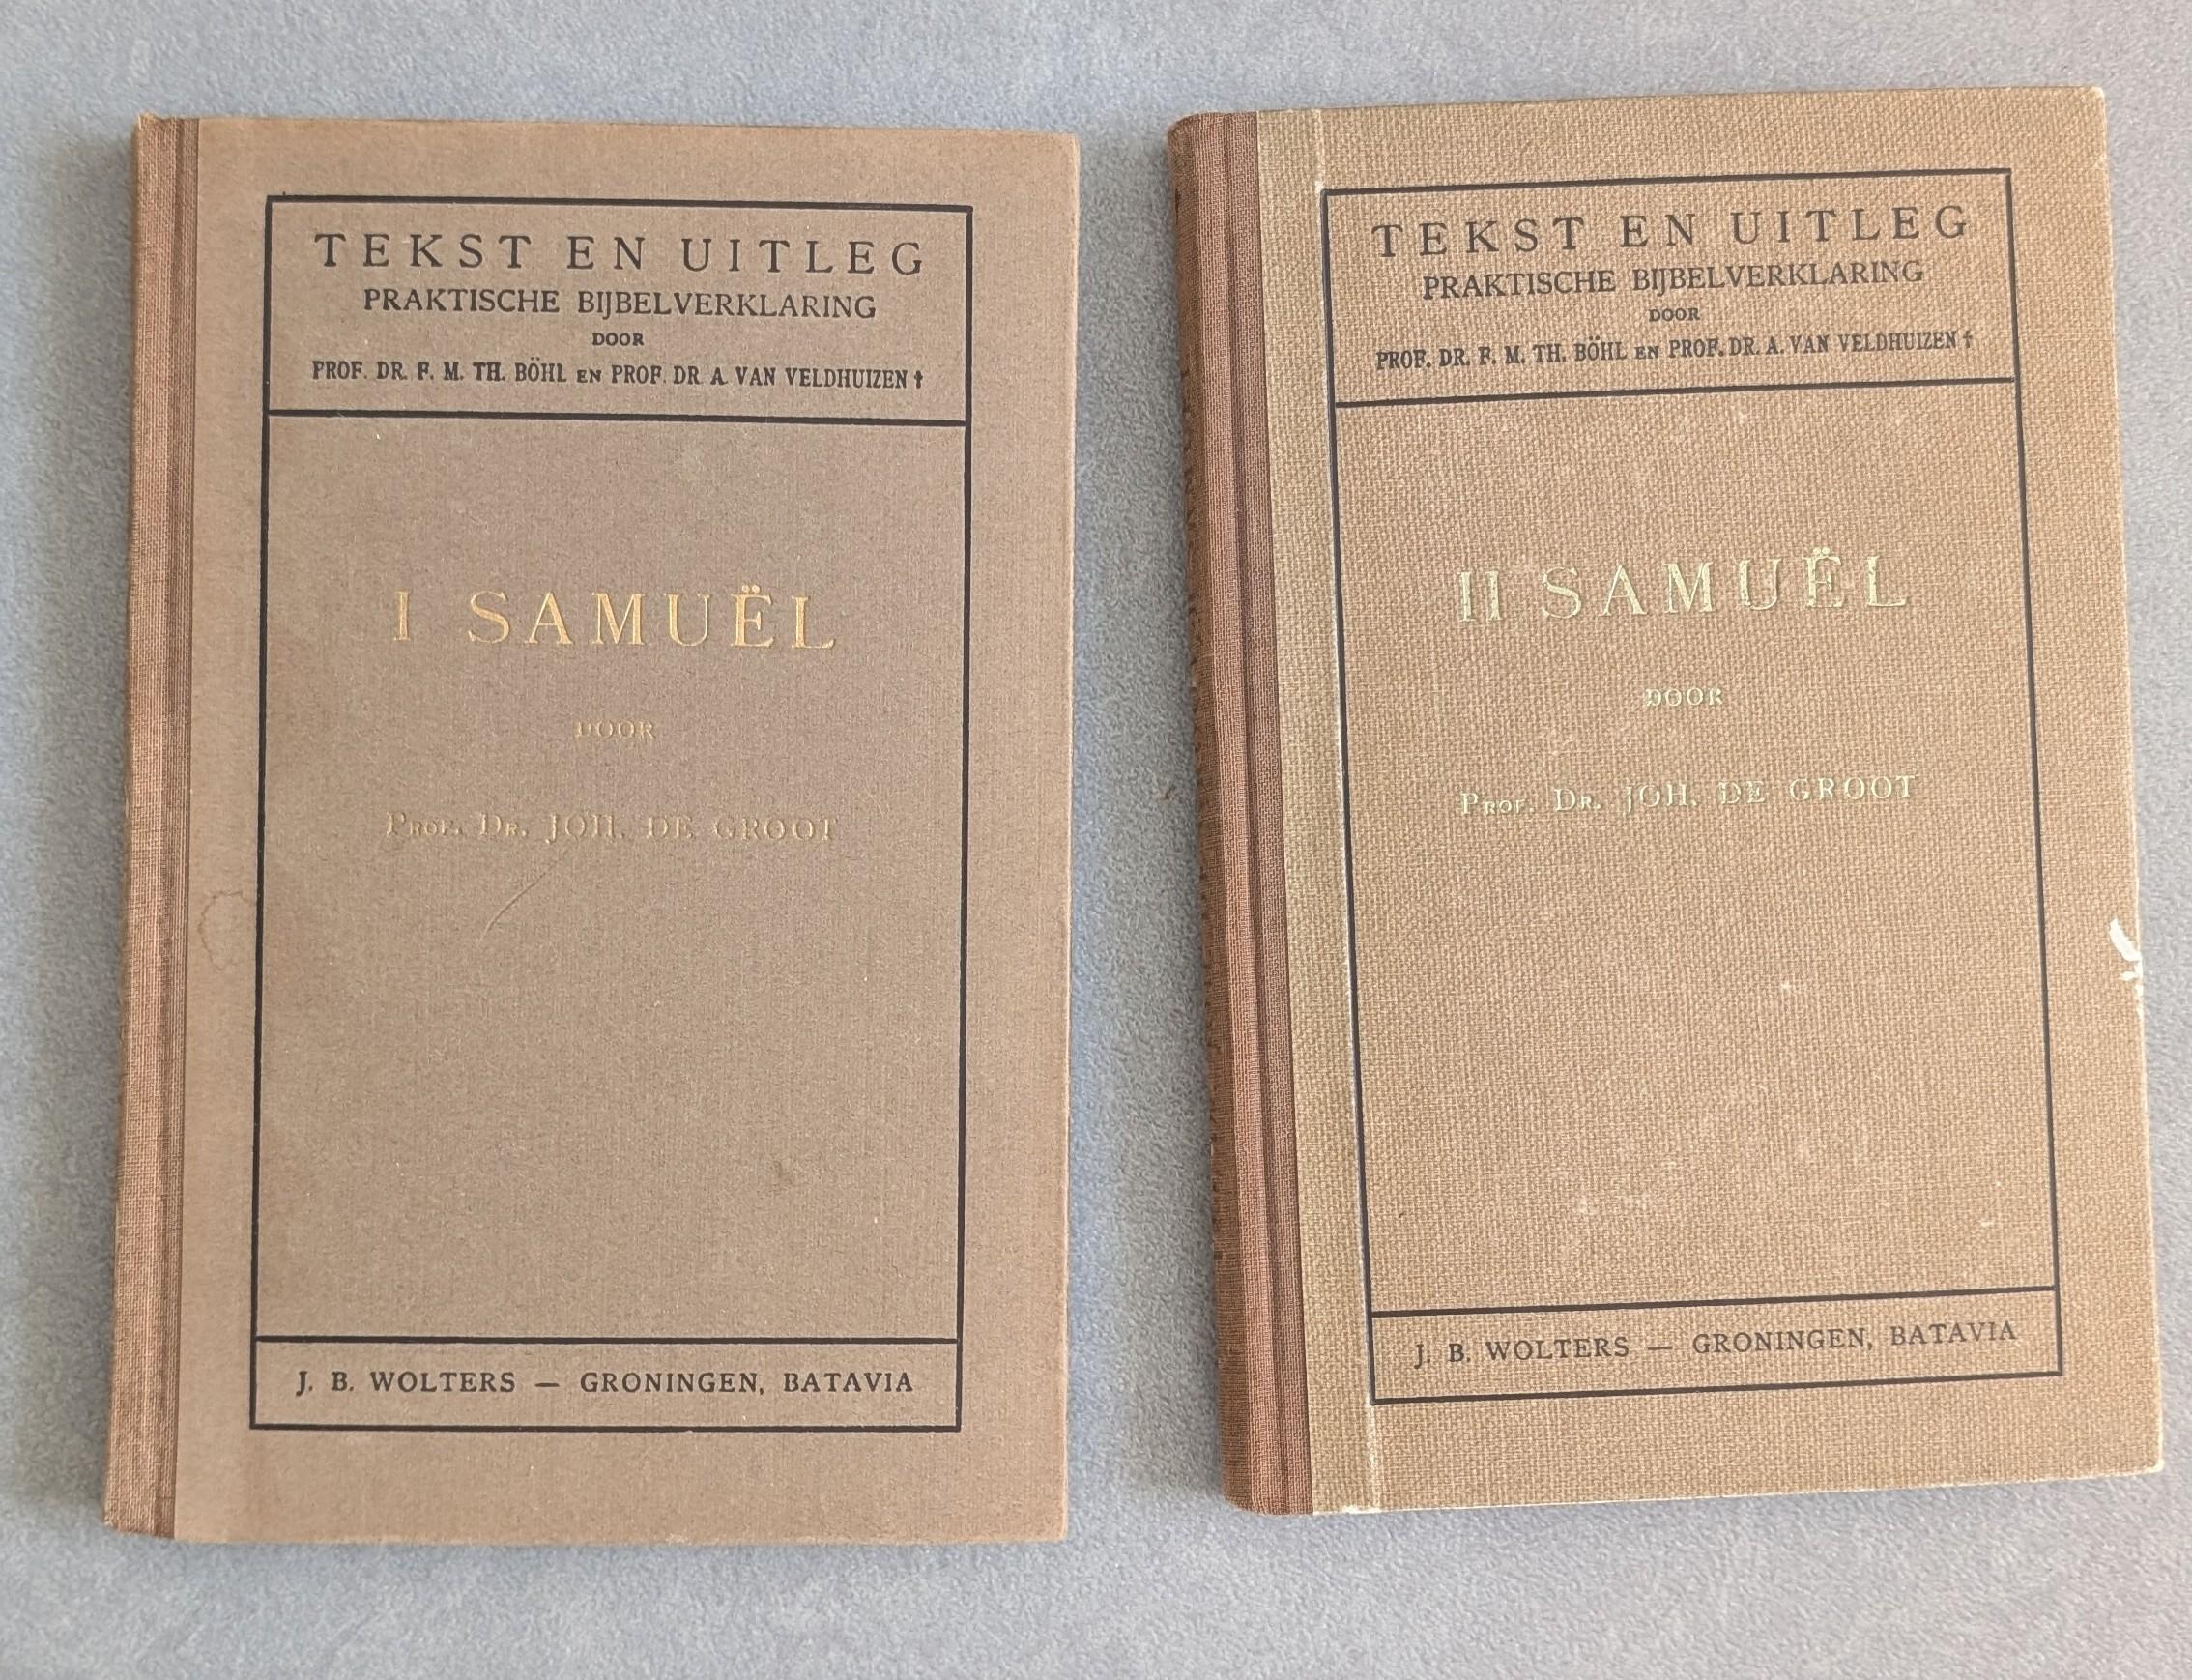 TEKST EN UITLEG
PRAKTISCHE BIJBELVERKLARING
DOOR
PROF. DR. F. M. TH. BÖHL EN PROF. DR A. VAN VELDHUIZEN †
I SAMUËL
DOOR
PROF. DR. JOH. DE GROOT
J. B. WOLTERS — GRONINGEN, BATAVIA
TEKST EN UITLEG
PRAKTISCHE BIJBELVERKLARING
DOOR
PROF. DR. F. M. TH. BÖHL EN PROF. DR. A. VAN VELDHUIZEN †
II SAMUËL
DOOR
PROF. DR. JOH. DE GROOT
J. B. WOLTERS — GRONINGEN, BATAVIA